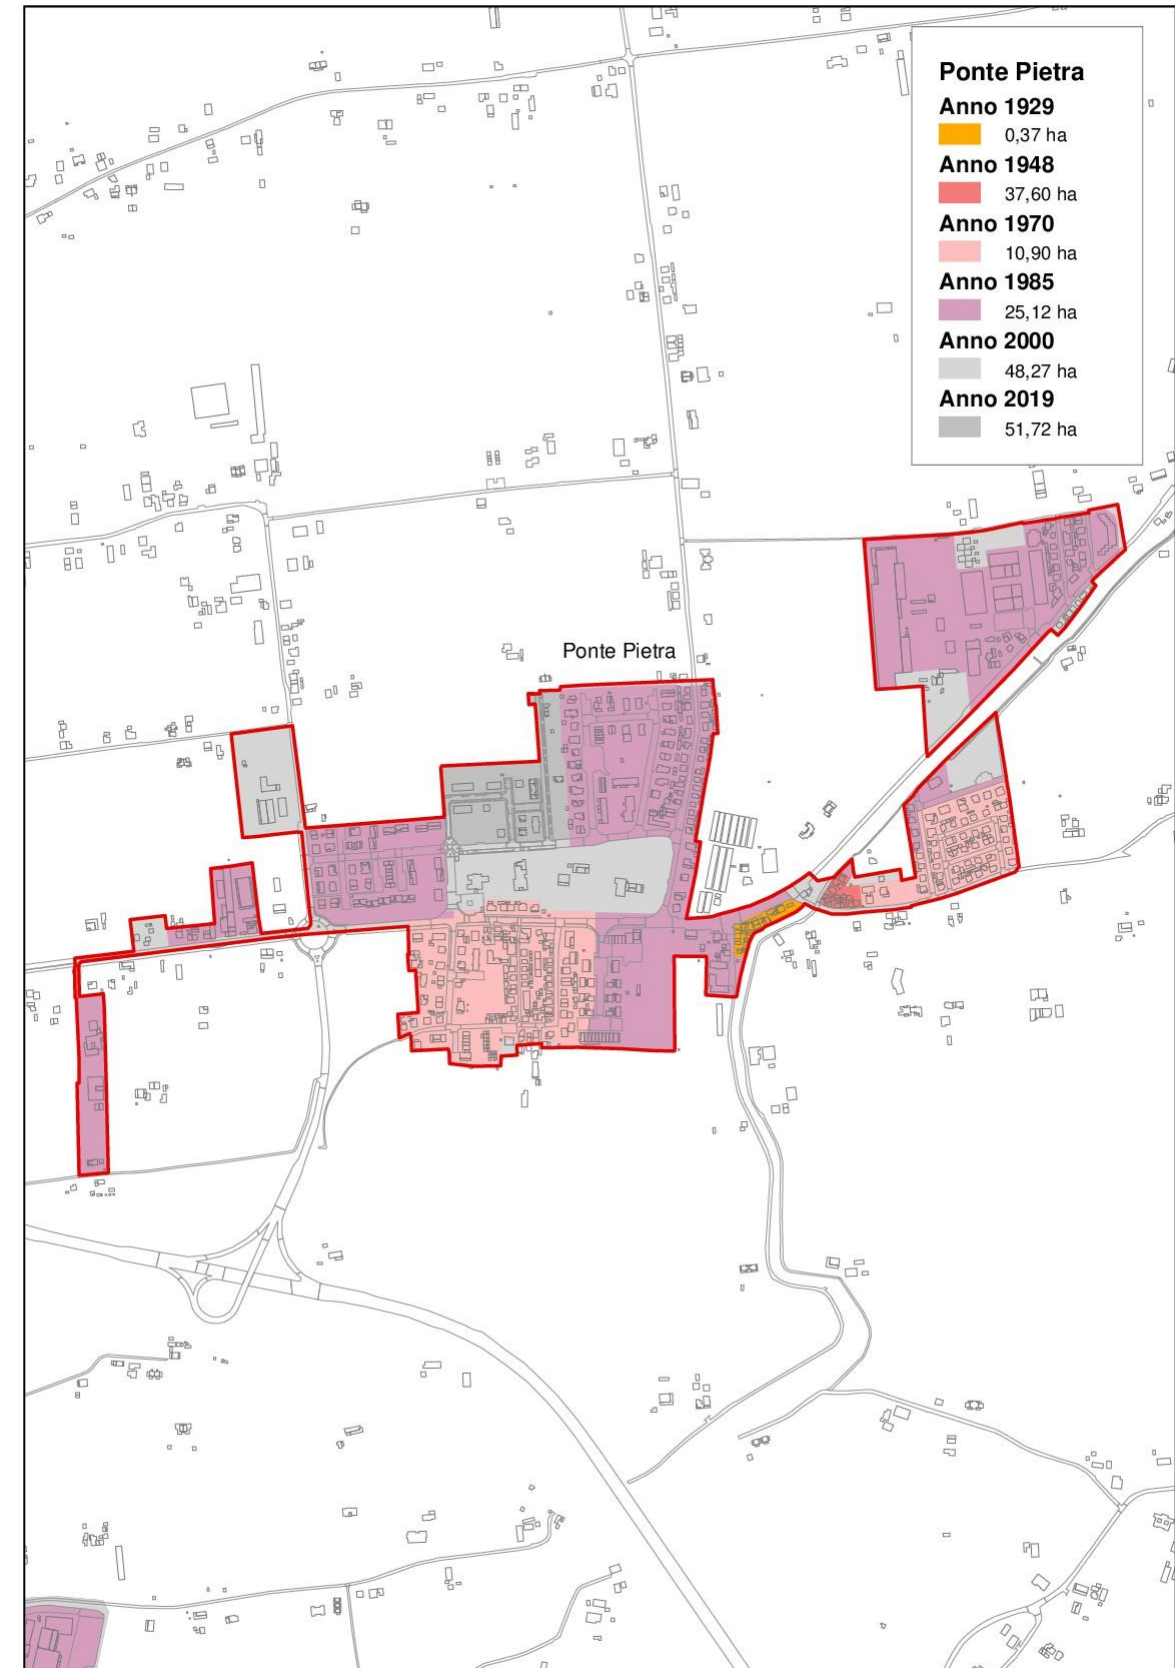 Ponte Pietra
Anno 1929
0,37 ha
Anno 1948
37,60 ha
Anno 1970
10,90 ha
Anno 1985
25,12 ha
Anno 2000
48,27 ha
Anno 2019
51,72 ha
Ponte Pietra